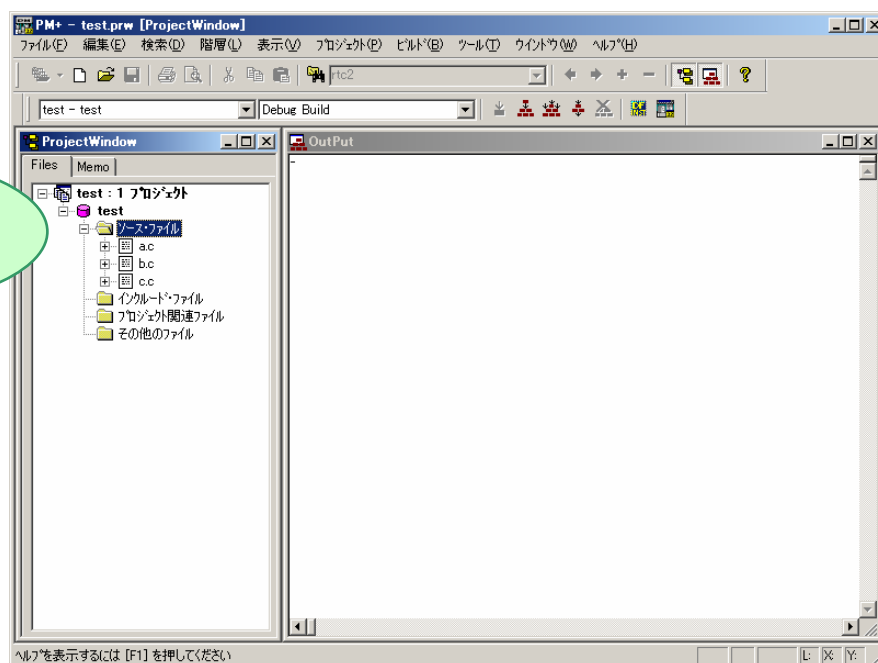 PM+ - test.prw [ProjectWindow]
ファイル(F) 編集(E) 検索(D) 階層(L) 表示(V) プロジェクト(P) ビルド(B) ツール(T) ウインドウ(W) ヘルプ(H)
rtc2
test - test Debug Build
ProjectWindow
Files Memo
test : 1 プロジェクト
test
ソース・ファイル
a.c
b.c
c.c
インクルード・ファイル
プロジェクト関連ファイル
その他のファイル
OutPut
ヘルプを表示するには [F1] を押してください L: X: Y: